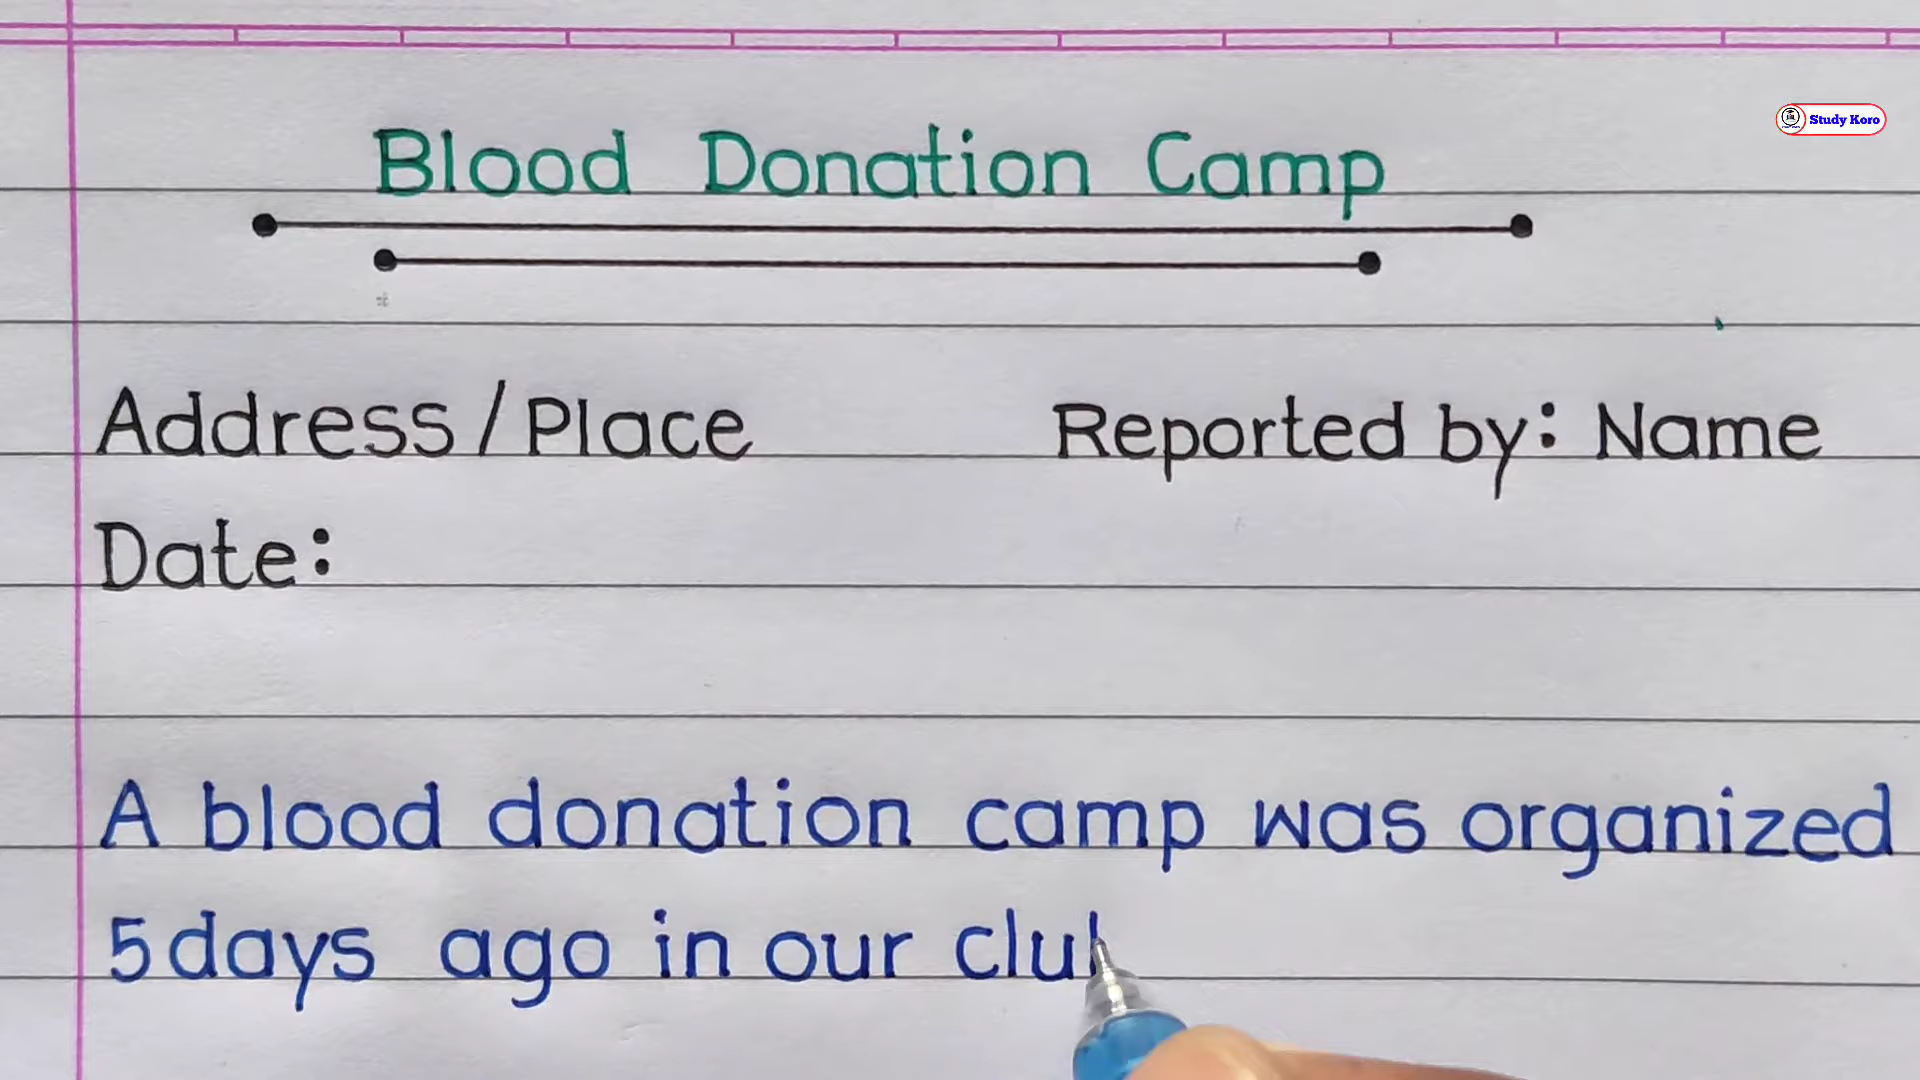 Study Koro
Blood Donation Camp
Address / Place Reported by: Name
Date:
A blood donation camp was organized
5 days ago in our